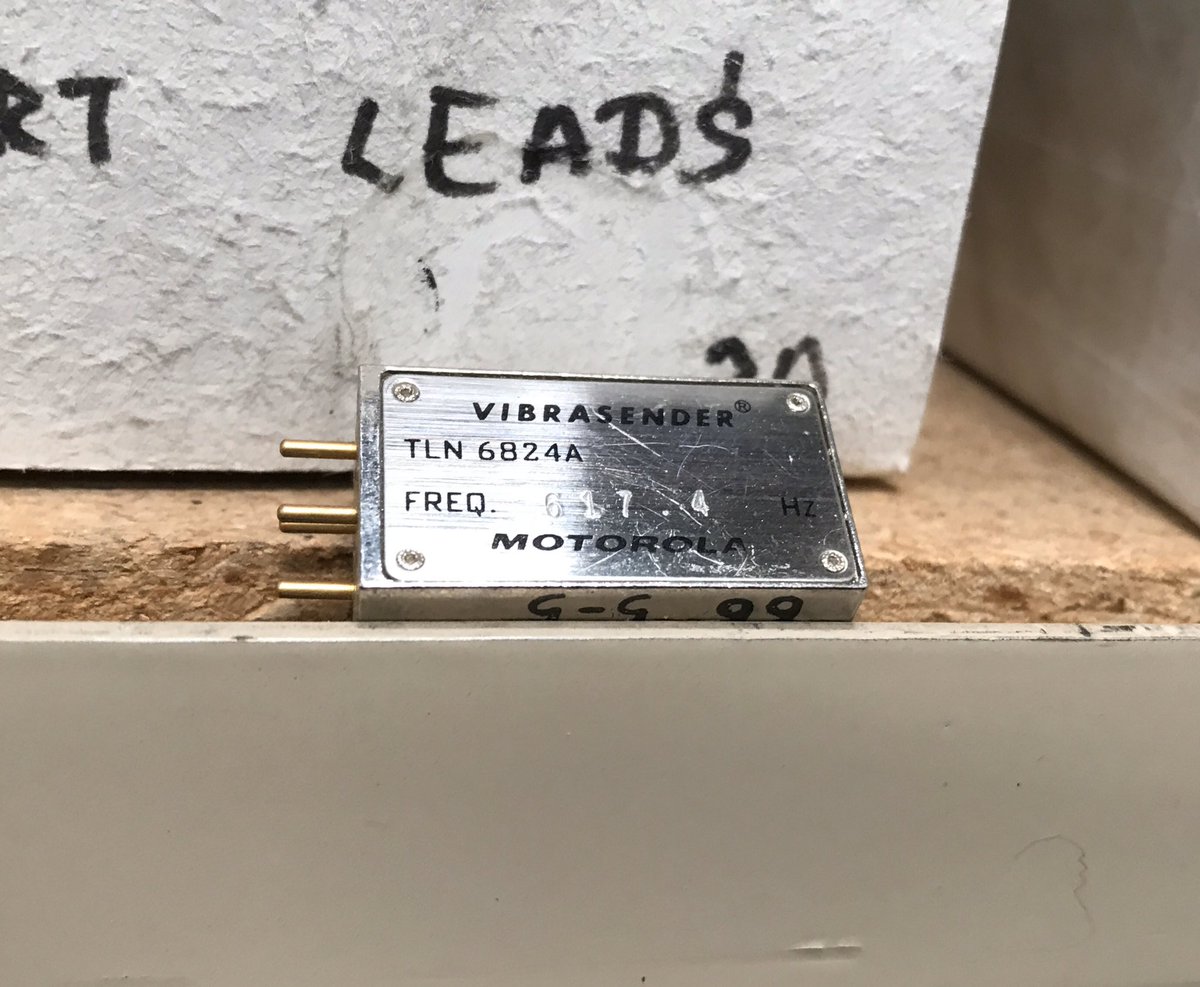 RT LEADS
VIBRASENDER®
TLN 6824A
FREQ. 617.4 Hz
MOTOROLA